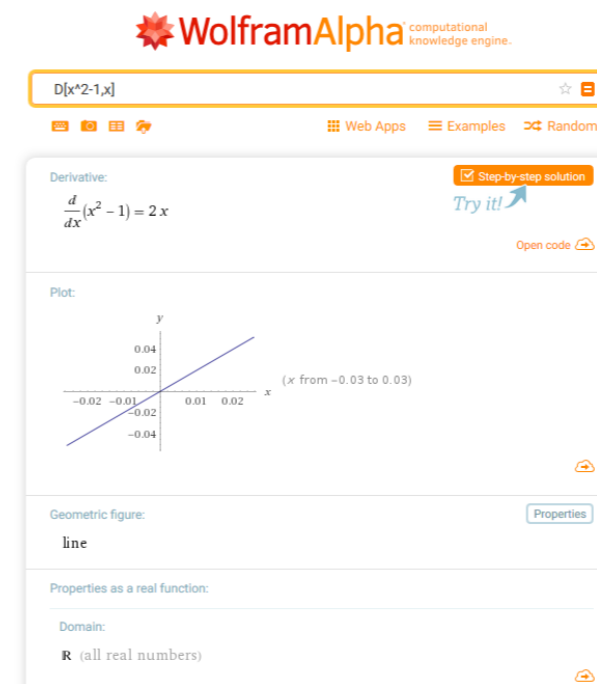 WolframAlpha computational
knowledge engine.
D[x^2-1,x]
Web Apps Examples Random
Derivative:
Step-by-step solution
d/dx(x² – 1) = 2 x
Try it!
Open code
Plot:
y
0.04
0.02
(x from –0.03 to 0.03)
x
–0.02 –0.01 0.01 0.02
–0.02
–0.04
Geometric figure:
Properties
line
Properties as a real function:
Domain:
ℝ (all real numbers)